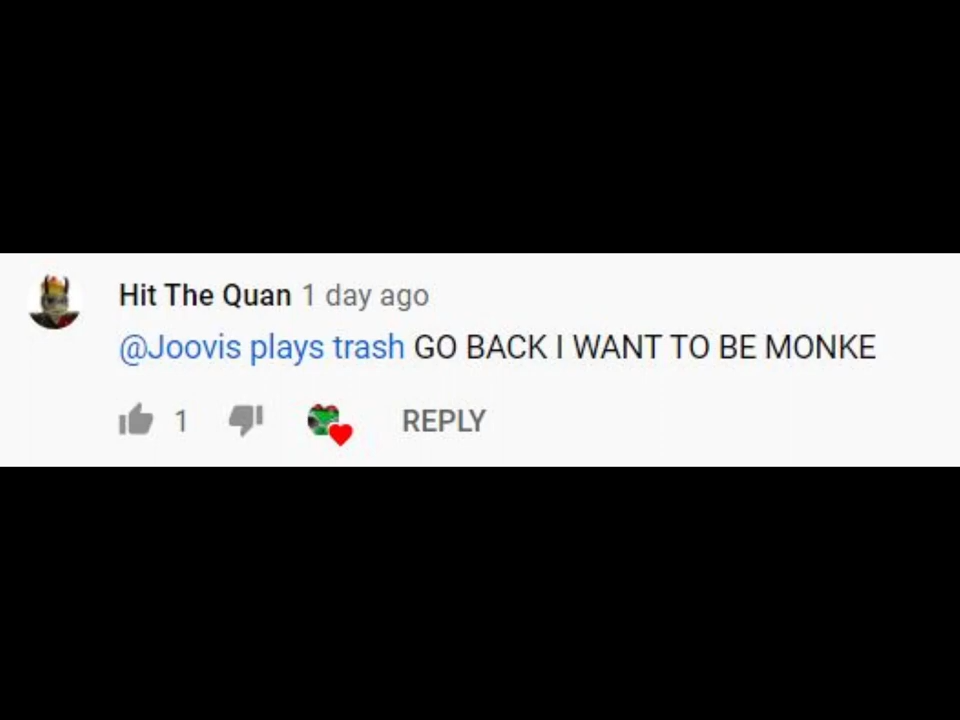 Hit The Quan 1 day ago
@Joovis plays trash GO BACK I WANT TO BE MONKE
1 REPLY